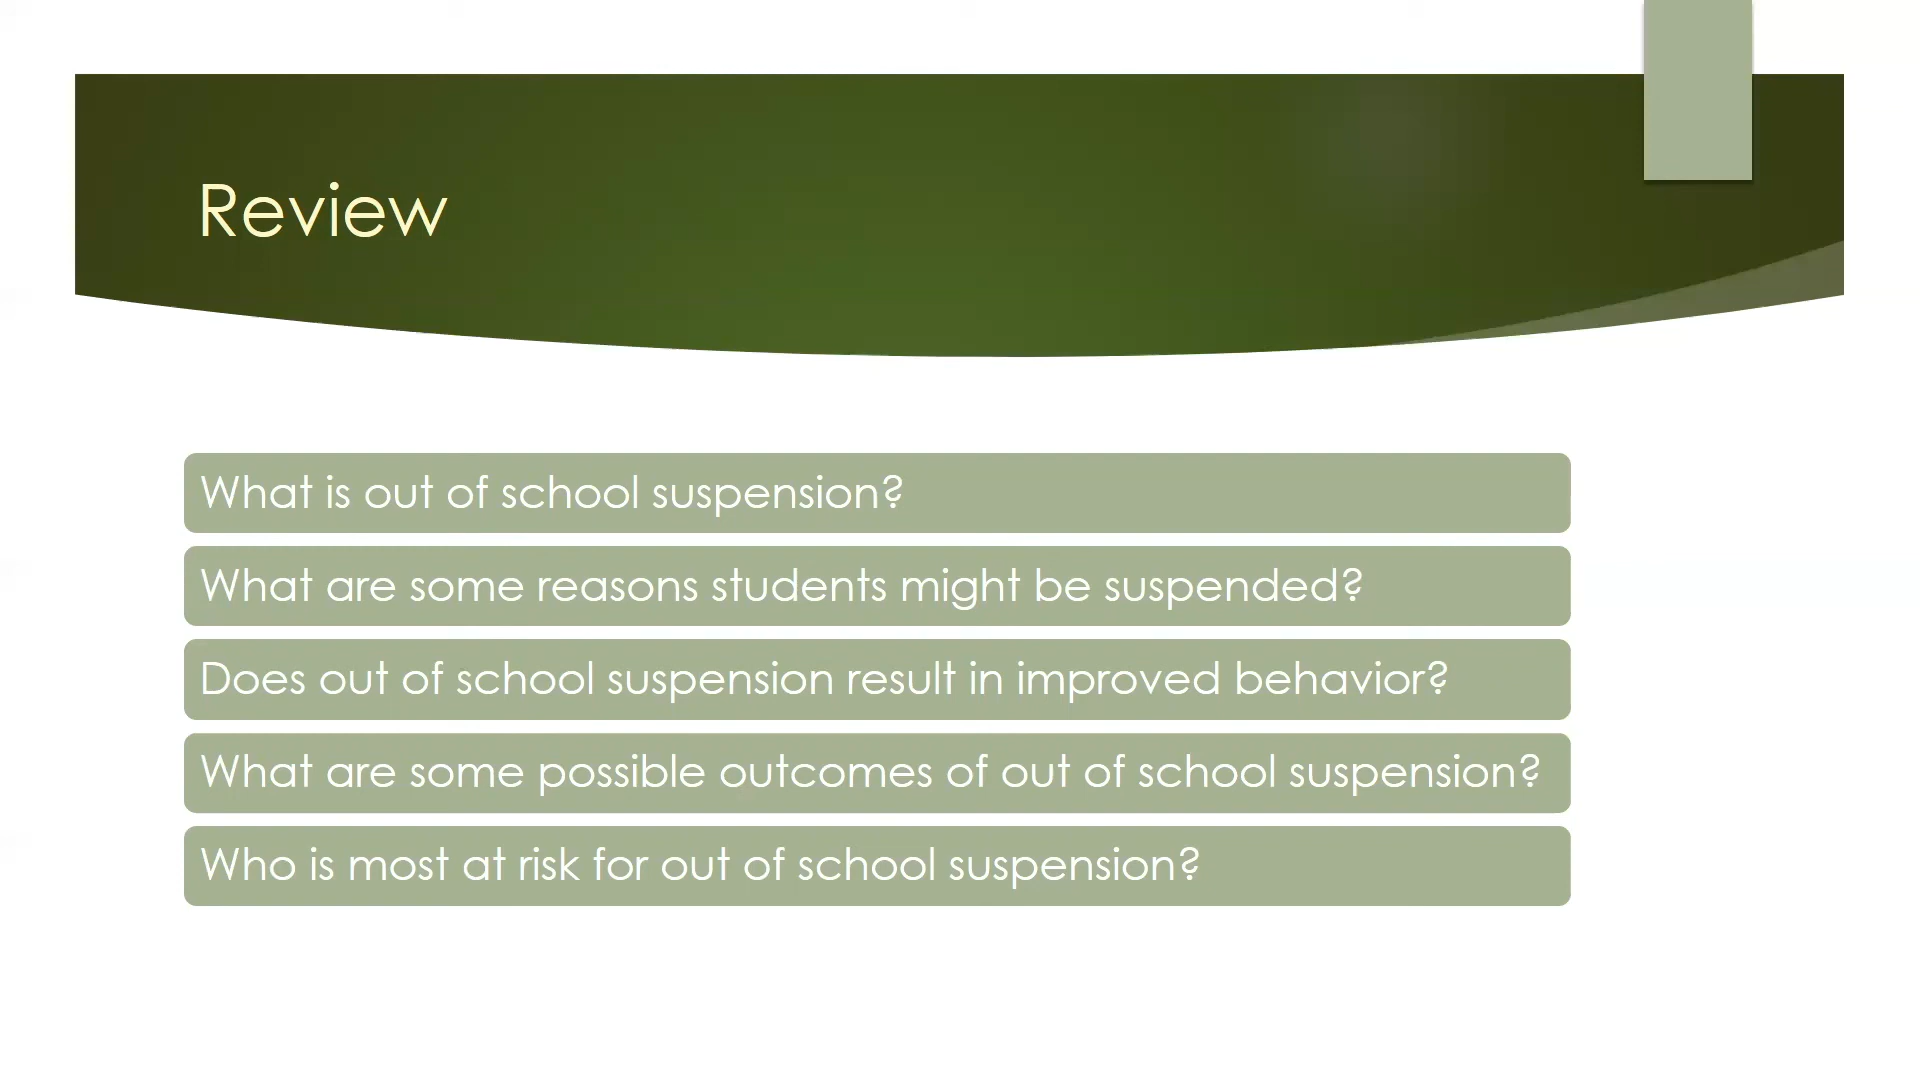 Review
What is out of school suspension?
What are some reasons students might be suspended?
Does out of school suspension result in improved behavior?
What are some possible outcomes of out of school suspension?
Who is most at risk for out of school suspension?